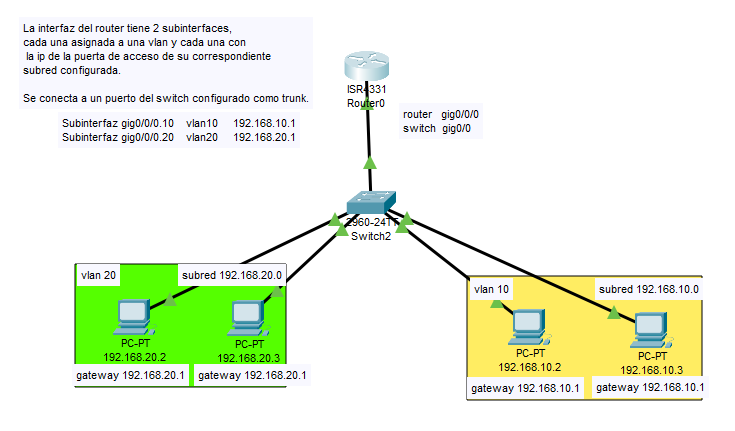 La interfaz del router tiene 2 subinterfaces,
cada una asignada a una vlan y cada una con
la ip de la puerta de acceso de su correspondiente
subred configurada.
Se conecta a un puerto del switch configurado como trunk.
Subinterfaz gig0/0/0.10 vlan10 192.168.10.1
Subinterfaz gig0/0/0.20 vlan20 192.168.20.1
ISR4331
Router0
router gig0/0/0
switch gig0/0
2960-24TT
Switch2
vlan 20 subred 192.168.20.0
PC-PT
192.168.20.2
PC-PT
192.168.20.3
gateway 192.168.20.1
gateway 192.168.20.1
vlan 10 subred 192.168.10.0
PC-PT
192.168.10.2
PC-PT
192.168.10.3
gateway 192.168.10.1
gateway 192.168.10.1